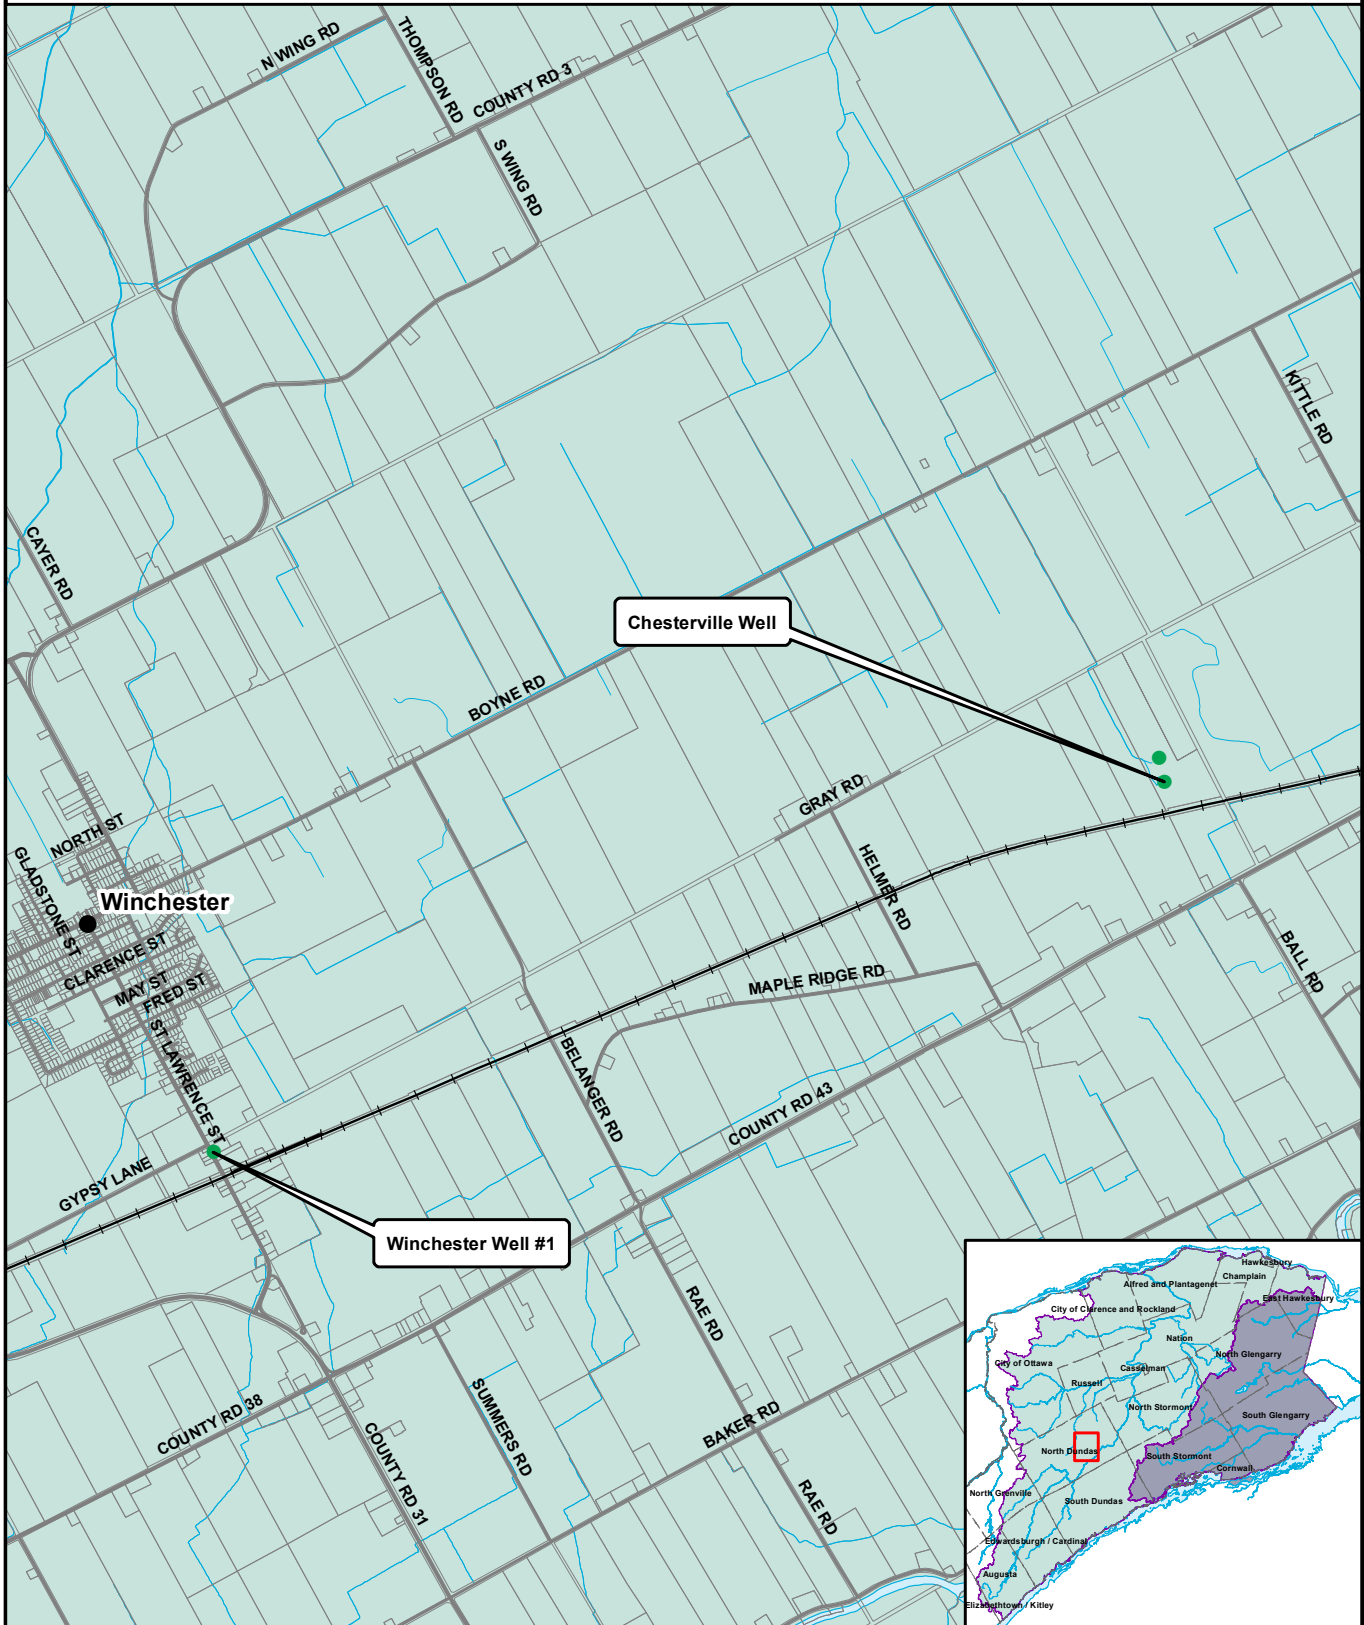 N WING RD
THOMPSON RD
COUNTY RD 3
S WING RD
KITTLE RD
CAYER RD
Chesterville Well
BOYNE RD
GRAY RD
NORTH ST
GLADSTONE ST
HELMER RD
Winchester
CLARENCE ST
BALL RD
MAY ST
FRED ST
MAPLE RIDGE RD
ST LAWRENCE ST
BELANGER RD
COUNTY RD 43
GYPSY LANE
Winchester Well #1
RAE RD
SUMMERS RD
COUNTY RD 38
BAKER RD
COUNTY RD 31
RAE RD
Hawkesbury
Champlain
Alfred and Plantagenet
East Hawkesbury
City of Clarence and Rockland
Nation
North Glengarry
City of Ottawa
Casselman
Russell
North Stormont
South Glengarry
North Dundas
South Stormont
Cornwall
North Grenville
South Dundas
Edwardsburgh / Cardinal
Augusta
Elizabethtown / Kitley